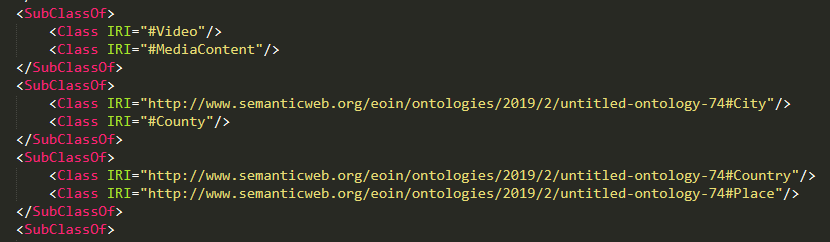 <SubClassOf>
<Class IRI="#Video"/>
<Class IRI="#MediaContent"/>
</SubClassOf>
<SubClassOf>
<Class IRI="http://www.semanticweb.org/eoin/ontologies/2019/2/untitled-ontology-74#City"/>
<Class IRI="#County"/>
</SubClassOf>
<SubClassOf>
<Class IRI="http://www.semanticweb.org/eoin/ontologies/2019/2/untitled-ontology-74#Country"/>
<Class IRI="http://www.semanticweb.org/eoin/ontologies/2019/2/untitled-ontology-74#Place"/>
</SubClassOf>
<SubClassOf>